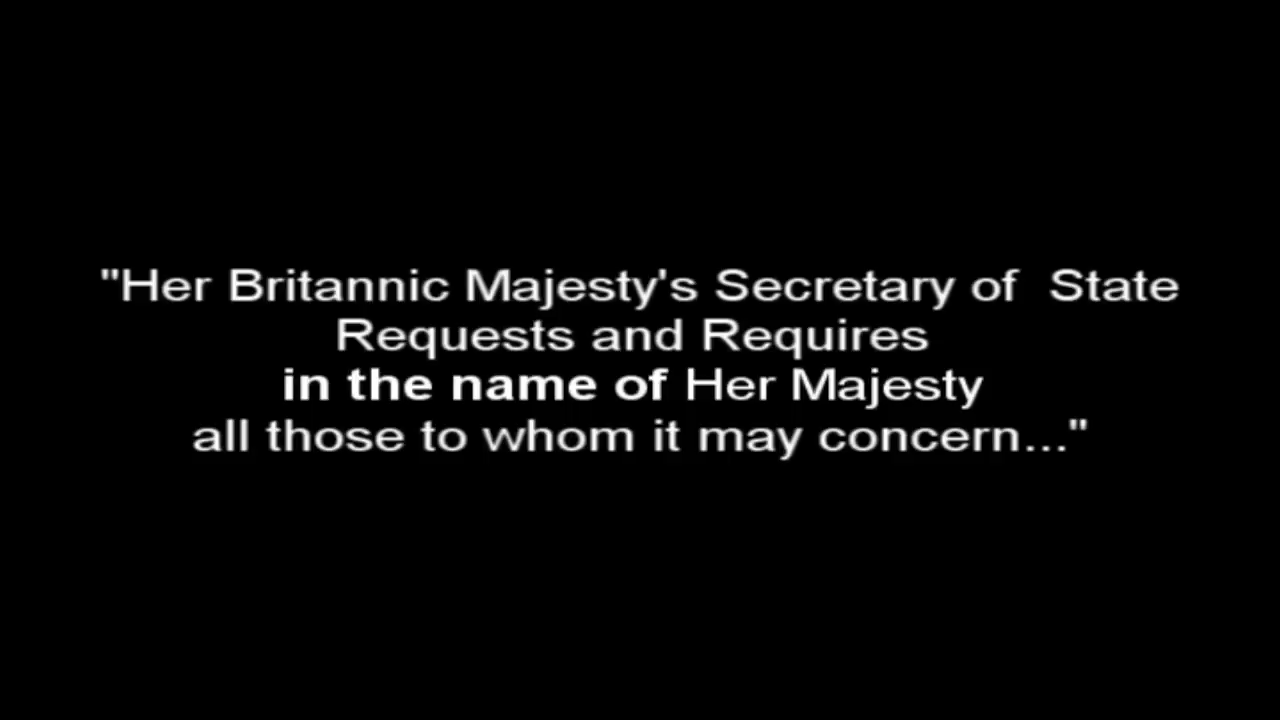 "Her Britannic Majesty's Secretary of State
Requests and Requires
in the name of Her Majesty
all those to whom it may concern..."